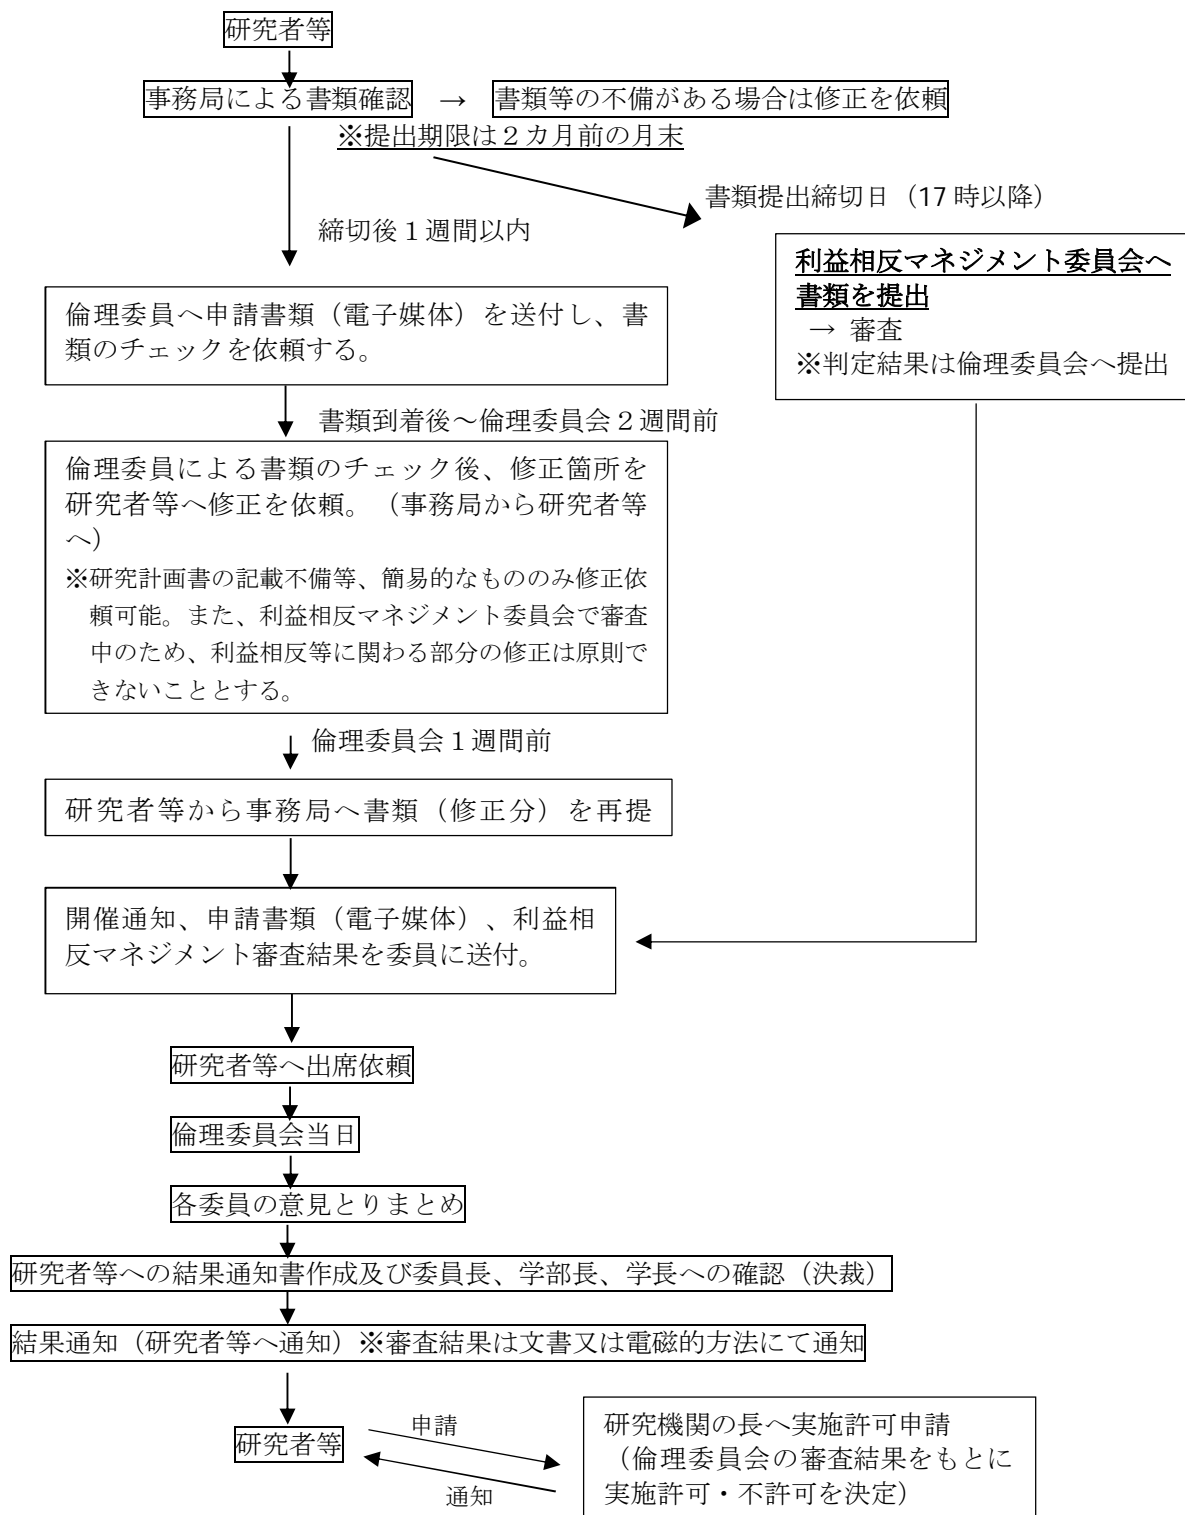 研究者等
事務局による書類確認 → 書類等の不備がある場合は修正を依頼
※提出期限は２カ月前の月末
書類提出締切日（17 時以降）
締切後１週間以内
利益相反マネジメント委員会へ
書類を提出
→ 審査
※判定結果は倫理委員会へ提出
倫理委員へ申請書類（電子媒体）を送付し、書
類のチェックを依頼する。
書類到着後～倫理委員会２週間前
倫理委員による書類のチェック後、修正箇所を
研究者等へ修正を依頼。（事務局から研究者等
へ）
※研究計画書の記載不備等、簡易的なもののみ修正依
頼可能。また、利益相反マネジメント委員会で審査
中のため、利益相反等に関わる部分の修正は原則で
きないこととする。
倫理委員会１週間前
研究者等から事務局へ書類（修正分）を再提
開催通知、申請書類（電子媒体）、利益相
反マネジメント審査結果を委員に送付。
研究者等へ出席依頼
倫理委員会当日
各委員の意見とりまとめ
研究者等への結果通知書作成及び委員長、学部長、学長への確認（決裁）
結果通知（研究者等へ通知）※審査結果は文書又は電磁的方法にて通知
研究者等
申請
通知
研究機関の長へ実施許可申請
（倫理委員会の審査結果をもとに
実施許可・不許可を決定）